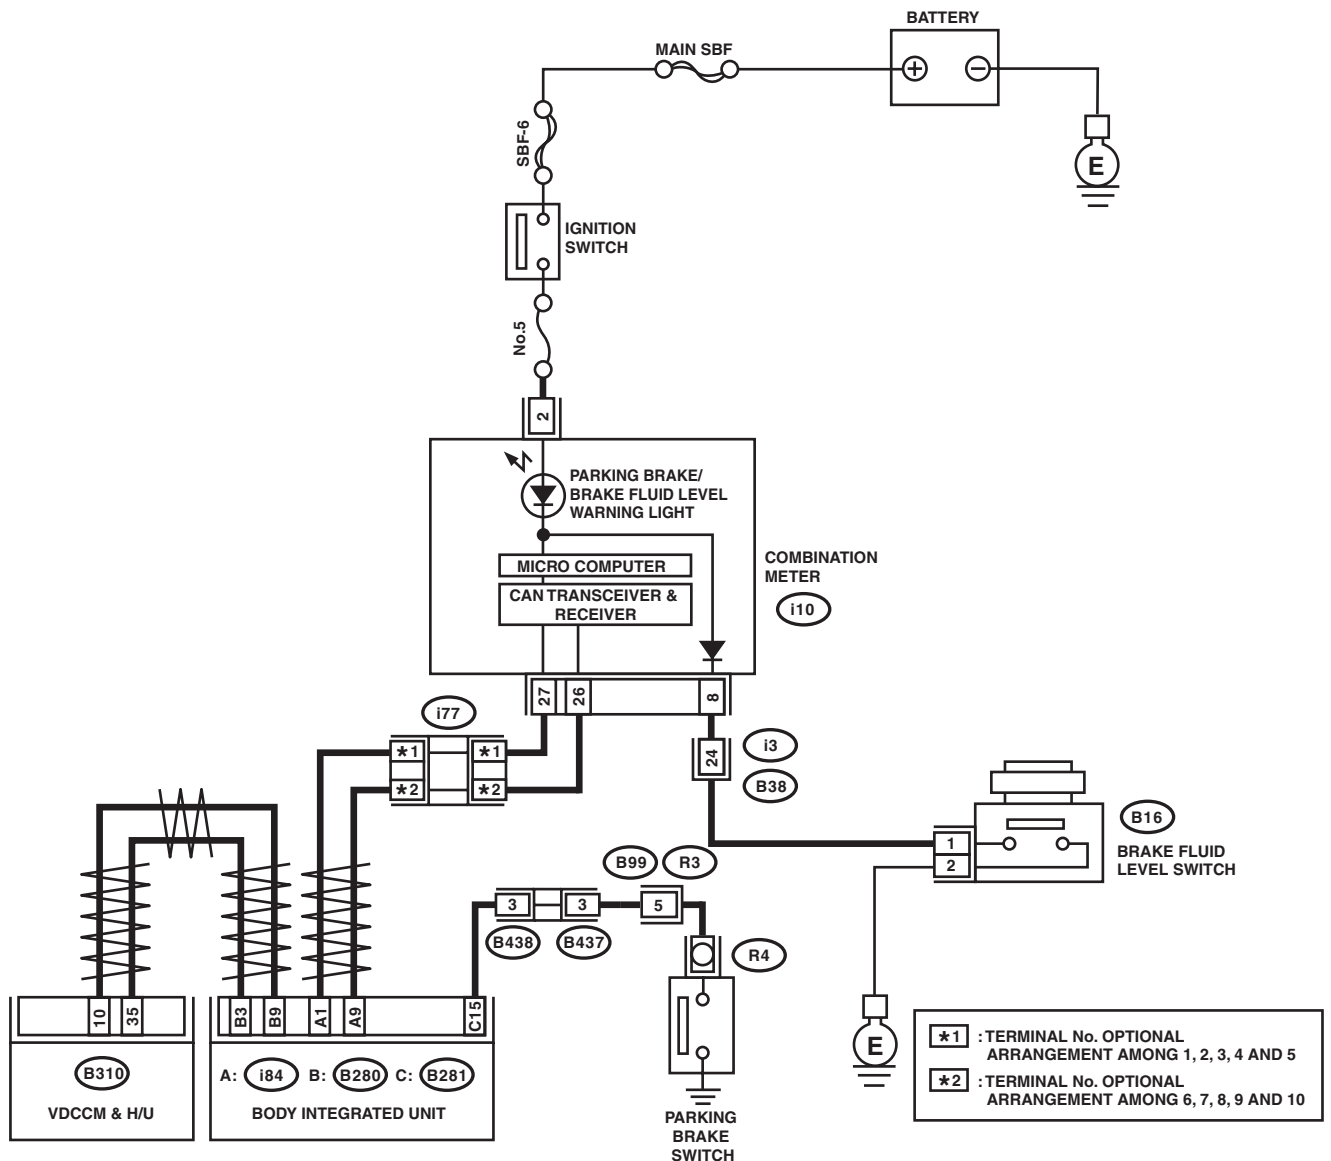 BATTERY
MAIN SBF
+
−
SBF-6
E
IGNITION
SWITCH
No.5
2
PARKING BRAKE/
BRAKE FLUID LEVEL
WARNING LIGHT
MICRO COMPUTER
CAN TRANSCEIVER &
RECEIVER
COMBINATION
METER
i10
27
26
8
i77
*1
*1
*2
*2
24
i3
B38
B16
1
2
BRAKE FLUID
LEVEL SWITCH
B99
R3
3
3
5
B438
B437
R4
10
35
B3
B9
A1
A9
C15
B310
VDCCM & H/U
A: i84 B: B280 C: B281
BODY INTEGRATED UNIT
PARKING
BRAKE
SWITCH
E
*1 : TERMINAL No. OPTIONAL
ARRANGEMENT AMONG 1, 2, 3, 4 AND 5
*2 : TERMINAL No. OPTIONAL
ARRANGEMENT AMONG 6, 7, 8, 9 AND 10